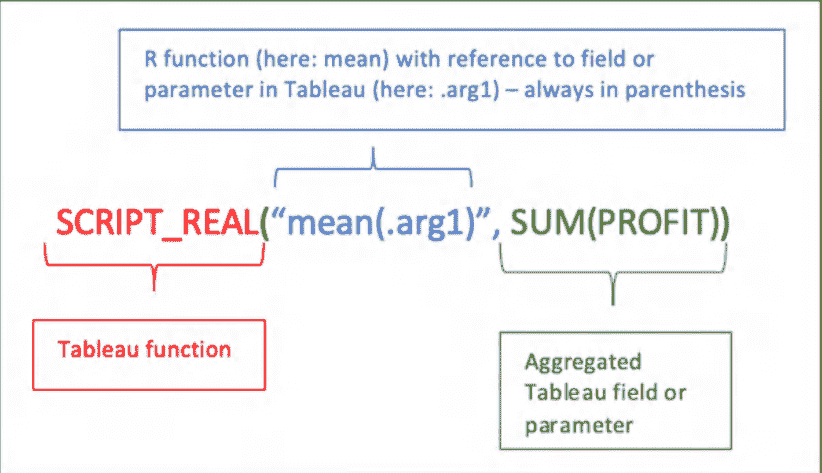 R function (here: mean) with reference to field or
parameter in Tableau (here: .arg1) – always in parenthesis
SCRIPT_REAL(“mean(.arg1)”, SUM(PROFIT))
Tableau function
Aggregated
Tableau field or
parameter